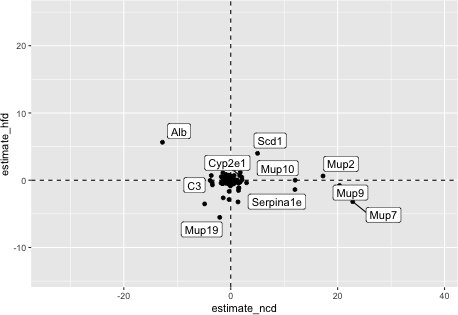 20
10
0
-10
-20
0
20
40
estimate_hfd
estimate_ncd
Alb
Scd1
Cyp2e1
Mup10
Mup2
C3
Mup9
Serpina1e
Mup7
Mup19